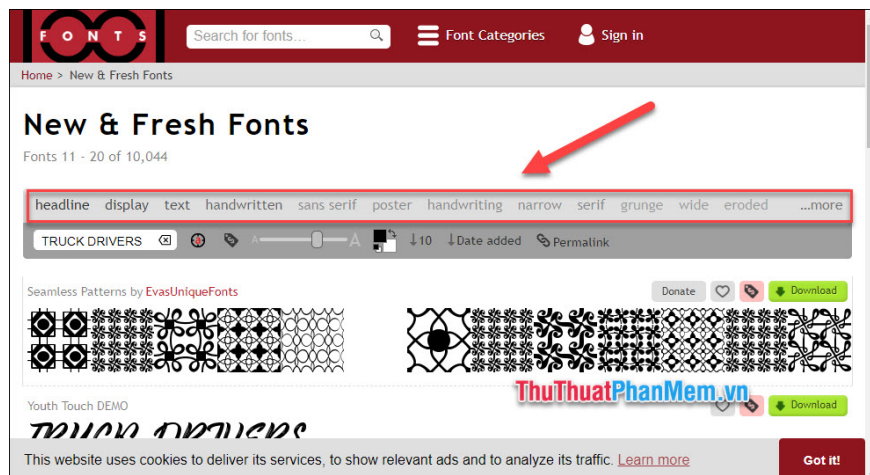 FONTS
Search for fonts...
Font Categories
Sign in
Home > New & Fresh Fonts
New & Fresh Fonts
Fonts 11 - 20 of 10,044
headline display text handwritten sans serif poster handwriting narrow serif grunge wide eroded ...more
TRUCK DRIVERS A A ↓10 ↓Date added Permalink
Seamless Patterns by EvasUniqueFonts Donate Download
ThuThuatPhanMem.vn
Youth Touch DEMO Download
TRUCK DRIVERS
This website uses cookies to deliver its services, to show relevant ads and to analyze its traffic. Learn more Got it!